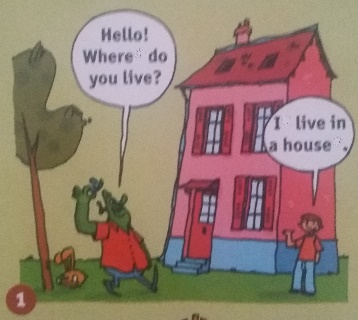 Hello!
Where do
you live?
I live in
a house .
1